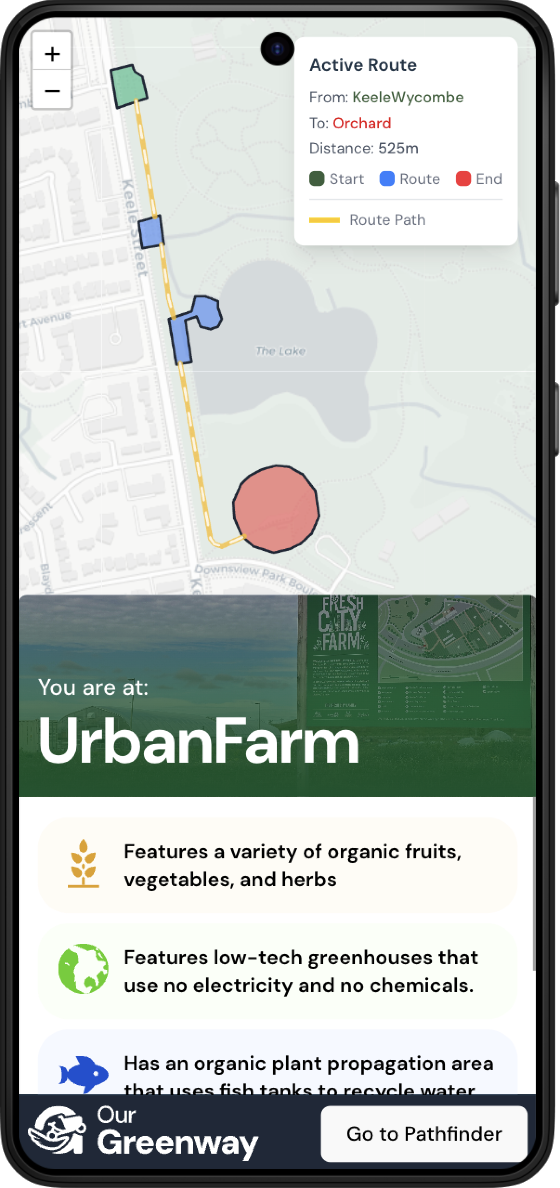 +
−
Active Route
From: KeeleWycombe
To: Orchard
Distance: 525m
Start Route End
Route Path
Keele Street
t Avenue
The Lake
escent
Blayd
Ke
Downsview Park Boul
FRESH
CITY
FARM
You are at:
UrbanFarm
Features a variety of organic fruits,
vegetables, and herbs
Features low-tech greenhouses that
use no electricity and no chemicals.
Has an organic plant propagation area
that uses fish tanks to recycle water
Our
Greenway
Go to Pathfinder